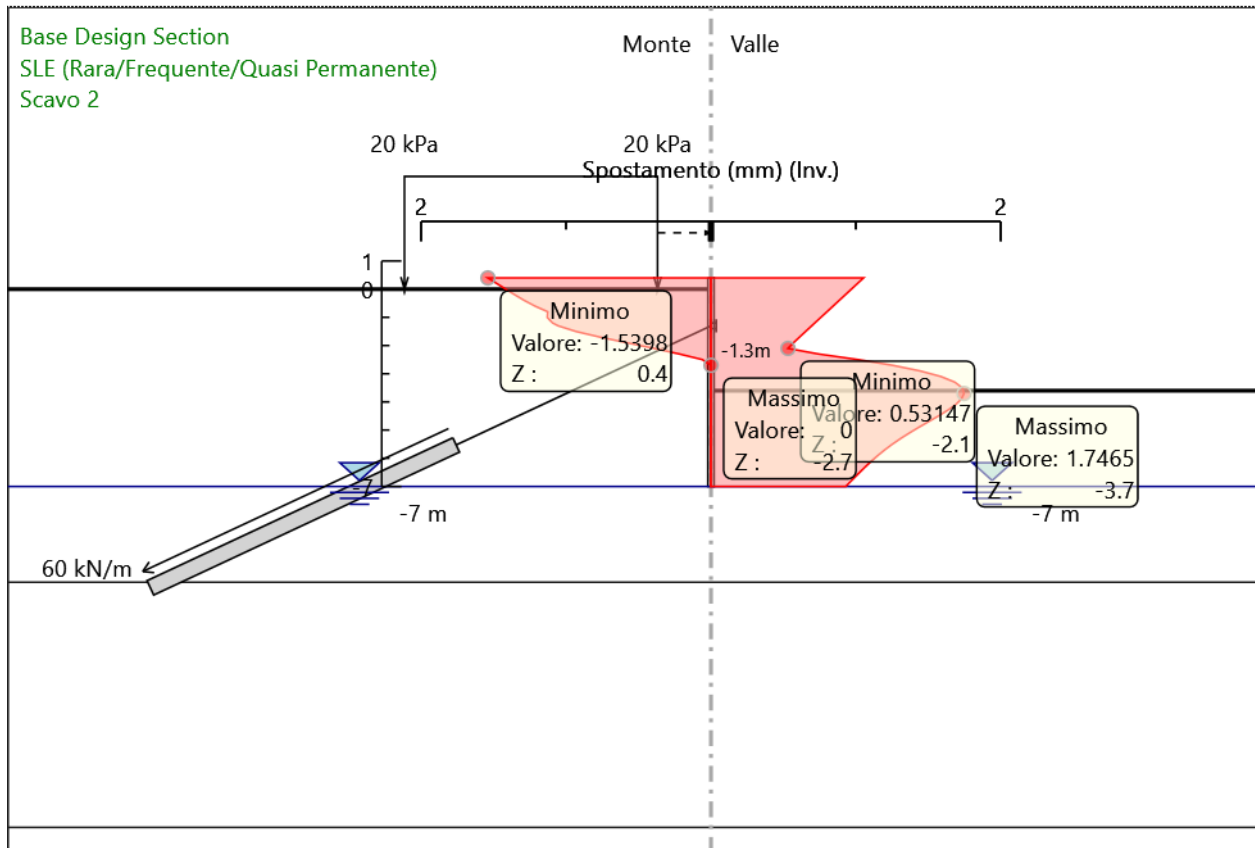 Base Design Section
SLE (Rara/Frequente/Quasi Permanente)
Scavo 2
Monte
Valle
20 kPa
20 kPa
Spostamento (mm) (Inv.)
2
2
1
0
Minimo
Valore: -1.5398
Z : 0.4
-1.3m
Minimo
Valore: 0.53147
Z : -2.1
Massimo
Valore: 0
Z : -2.7
Massimo
Valore: 1.7465
Z : -3.7
-7
-7 m
-7 m
60 kN/m